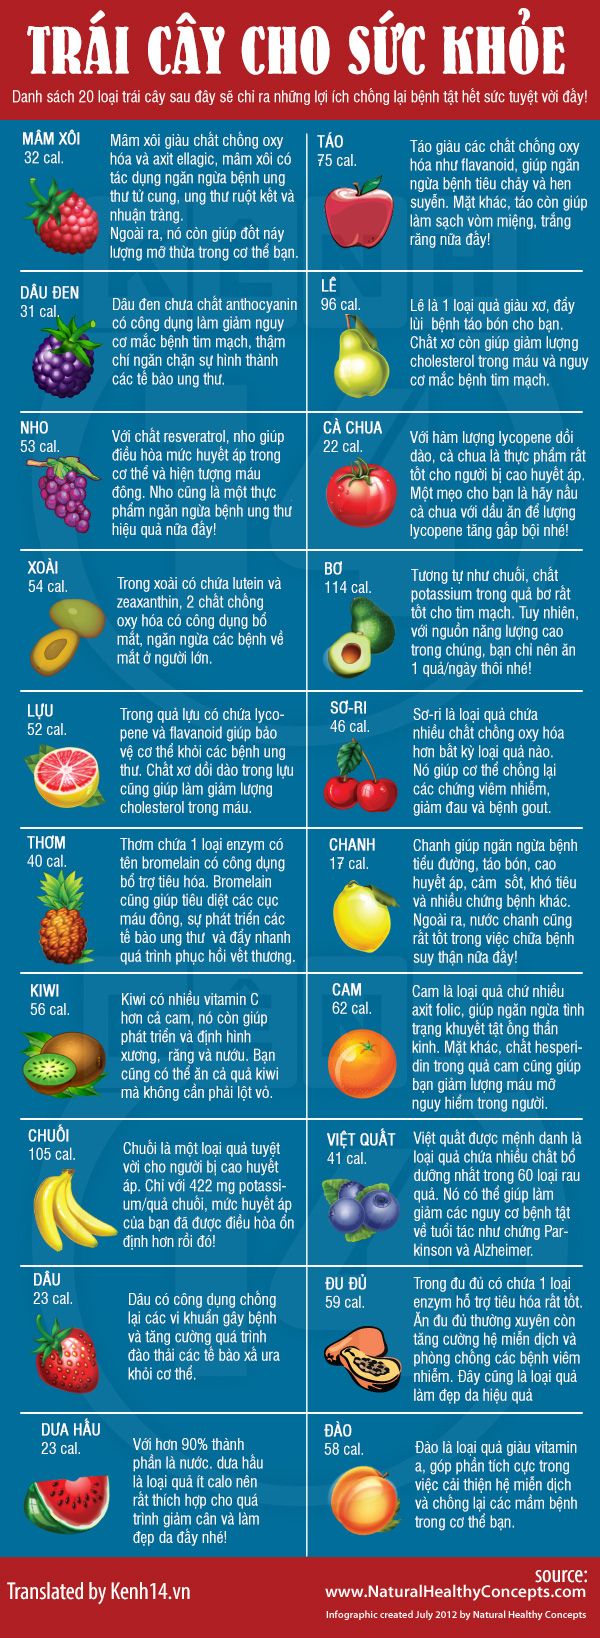 TRÁI CÂY CHO SỨC KHỎE
Danh sách 20 loại trái cây sau đây sẽ chỉ ra những lợi ích chống lại bệnh tật hết sức tuyệt vời đấy!
MÂM XÔI
32 cal.
Mâm xôi giàu chất chống oxy
hóa và axit ellagic, mâm xôi có
tác dụng ngăn ngừa bệnh ung
thư tử cung, ung thư ruột kết và
nhuận tràng.
Ngoài ra, nó còn giúp đốt náy
lượng mỡ thừa trong cơ thể bạn.
TÁO
75 cal.
Táo giàu các chất chống oxy
hóa như flavanoid, giúp ngăn
ngừa bệnh tiêu chảy và hen
suyễn. Mặt khác, táo còn giúp
làm sạch vòm miệng, trắng
răng nữa đấy!
DÂU ĐEN
31 cal.
Dâu đen chưa chất anthocyanin
có công dụng làm giảm nguy
cơ mắc bệnh tim mạch, thậm
chí ngăn chặn sự hình thành
các tế bào ung thư.
LÊ
96 cal.
Lê là 1 loại quả giàu xơ, đẩy
lùi bệnh táo bón cho bạn.
Chất xơ còn giúp giảm lượng
cholesterol trong máu và nguy
cơ mắc bệnh tim mạch.
NHO
53 cal.
Với chất resveratrol, nho giúp
điều hòa mức huyết áp trong
cơ thể và hiện tượng máu
đông. Nho cũng là một thực
phẩm ngăn ngừa bệnh ung thư
hiệu quả nữa đấy!
CÀ CHUA
22 cal.
Với hàm lượng lycopene dồi
dào, cà chua là thực phẩm rất
tốt cho người bị cao huyết áp.
Một mẹo cho bạn là hãy nấu
cà chua với dầu ăn để lượng
lycopene tăng gấp bội nhé!
XOÀI
54 cal.
Trong xoài có chứa lutein và
zeaxanthin, 2 chất chống
oxy hóa có công dụng bổ
mắt, ngăn ngừa các bệnh về
mắt ở người lớn.
BƠ
114 cal.
Tương tự như chuối, chất
potassium trong quả bơ rất
tốt cho tim mạch. Tuy nhiên,
với nguồn năng lượng cao
trong chúng, bạn chỉ nên ăn
1 quả/ngày thôi nhé!
LỰU
52 cal.
Trong quả lựu có chứa lyco-
pene và flavanoid giúp bảo
vệ cơ thể khỏi các bệnh ung
thư. Chất xơ dồi dào trong lựu
cũng giúp làm giảm lượng
cholesterol trong máu.
SƠ-RI
46 cal.
Sơ-ri là loại quả chứa
nhiều chất chống oxy hóa
hơn bất kỳ loại quả nào.
Nó giúp cơ thể chống lại
các chứng viêm nhiễm,
giảm đau và bệnh gout.
THƠM
40 cal.
Thơm chứa 1 loại enzym có
tên bromelain có công dụng
bổ trợ tiêu hóa. Bromelain
cũng giúp tiêu diệt các cục
máu đông, sự phát triển các
tế bào ung thư và đẩy nhanh
quá trình phục hồi vết thương.
CHANH
17 cal.
Chanh giúp ngăn ngừa bệnh
tiểu đường, táo bón, cao
huyết áp, cảm sốt, khó tiêu
và nhiều chứng bệnh khác.
Ngoài ra, nước chanh cũng
rất tốt trong việc chữa bệnh
suy thận nữa đấy!
KIWI
56 cal.
Kiwi có nhiều vitamin C
hơn cả cam, nó còn giúp
phát triển và định hình
xương, răng và nướu. Bạn
cũng có thể ăn cả quả kiwi
mà không cần phải lột vỏ.
CAM
62 cal.
Cam là loại quả chứ nhiều
axit folic, giúp ngăn ngừa tình
trạng khuyết tật ống thần
kinh. Mặt khác, chất hesperi-
din trong quả cam cũng giúp
bạn giảm lượng máu mỡ
nguy hiểm trong người.
CHUỐI
105 cal.
Chuối là một loại quả tuyệt
vời cho người bị cao huyết
áp. Chỉ với 422 mg potassi-
um/quả chuối, mức huyết áp
của bạn đã được điều hòa ổn
định hơn rồi đó!
VIỆT QUẤT
41 cal.
Việt quất được mệnh danh là
loại quả chứa nhiều chất bổ
dưỡng nhất trong 60 loại rau
quả. Nó có thể giúp làm
giảm các nguy cơ bệnh tật
về tuổi tác như chứng Par-
kinson và Alzheimer.
DÂU
23 cal.
Dâu có công dụng chống
lại các vi khuẩn gây bệnh
và tăng cường quá trình
đào thải các tế bào xấ ura
khỏi cơ thể.
ĐU ĐỦ
59 cal.
Trong đu đủ có chứa 1 loại
enzym hỗ trợ tiêu hóa rất tốt.
Ăn đu đủ thường xuyên còn
tăng cường hệ miễn dịch và
phòng chống các bệnh viêm
nhiễm. Đây cũng là loại quả
làm đẹp da hiệu quả
DƯA HẤU
23 cal.
Với hơn 90% thành
phần là nước. dưa hấu
là loại quả ít calo nên
rất thích hợp cho quá
trình giảm cân và làm
đẹp da đấy nhé!
ĐÀO
58 cal.
Đào là loại quả giàu vitamin
a, góp phần tích cực trong
việc cải thiện hệ miễn dịch
và chống lại các mầm bệnh
trong cơ thể bạn.
Translated by Kenh14.vn
source:
www.NaturalHealthyConcepts.com
Infographic created July 2012 by Natural Healthy Concepts